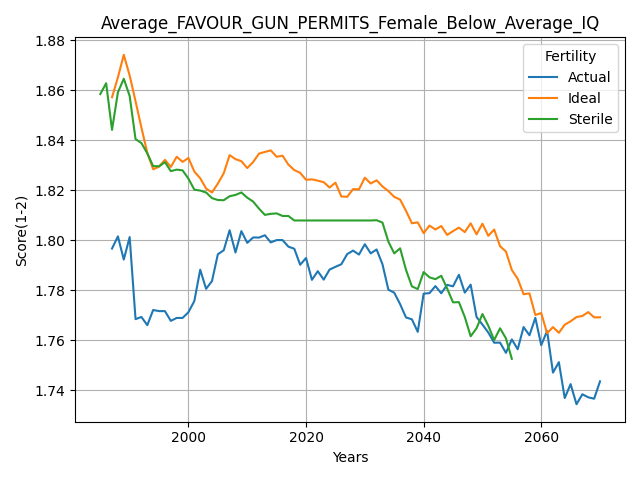 Average_FAVOUR_GUN_PERMITS_Female_Below_Average_IQ
Score(1-2)
1.88
1.86
1.84
1.82
1.80
1.78
1.76
1.74
Fertility
Actual
Ideal
Sterile
2000 2020 2040 2060
Years